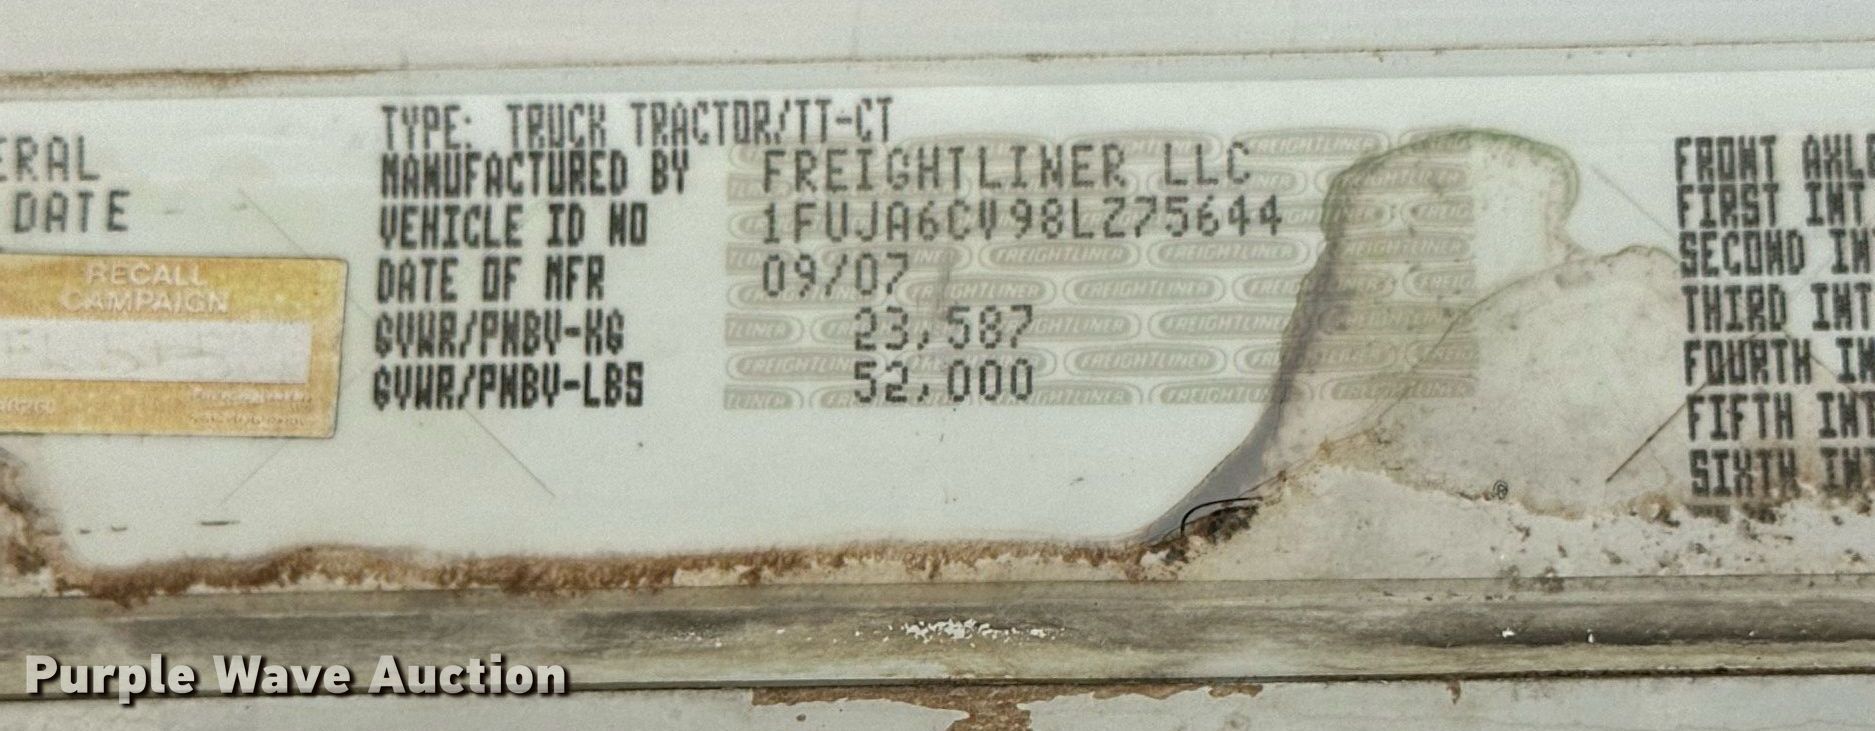 ERAL
DATE
RECALL
CAMPAIGN
TYPE: TRUCK TRACTOR/TT-CT
MANUFACTURED BY FREIGHTLINER LLC
VEHICLE ID NO 1FUJA6CV98LZ75644
DATE OF MFR 09/07
GVWR/PNBV-KG 23,587
GVWR/PNBV-LBS 52,000
FRONT AXLE
FIRST INT
SECOND IN
THIRD INT
FOURTH IN
FIFTH INT
SIXTH INT
Purple Wave Auction